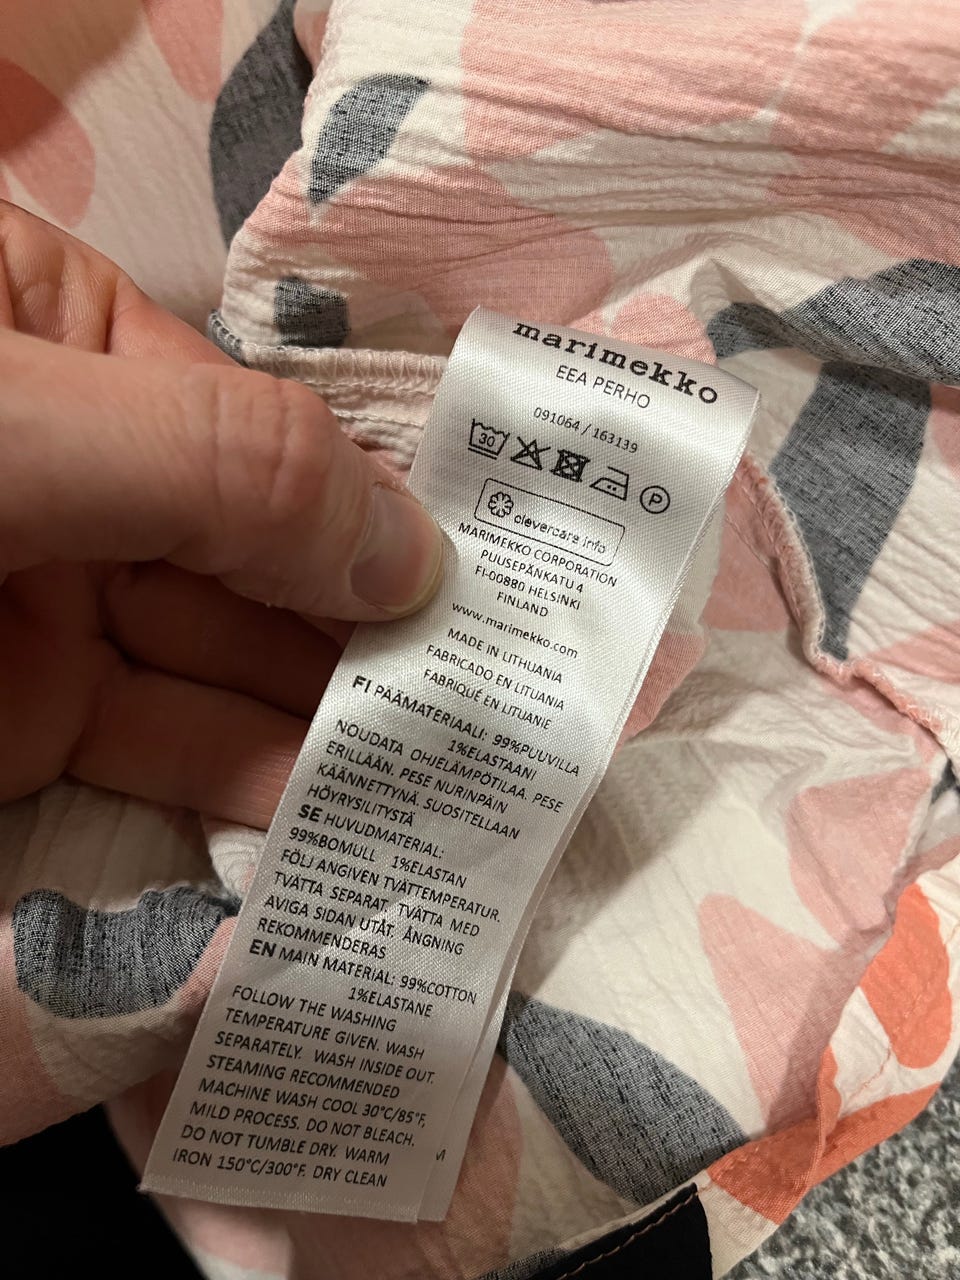 marimekko
EEA PERHO
091064 / 163139
30 P
clevercare info
MARIMEKKO CORPORATION
PUUSEPÄNKATU 4
FI-00880 HELSINKI
FINLAND
www.marimekko.com
MADE IN LITHUANIA
FABRICADO EN LITUANIA
FABRIQUÉ EN LITUANIE
FI PÄÄMATERIAALI: 99%PUUVILLA
1%ELASTAANI
NOUDATA OHJELÄMPÖTILAA. PESE
ERILLÄÄN. PESE NURINPÄIN
KÄÄNNETTYNÄ. SUOSITELLAAN
HÖYRYSILITYSTÄ
SE HUVUDMATERIAL:
99%BOMULL 1%ELASTAN
FÖLJ ANGIVEN TVÄTTEMPERATUR.
TVÄTTA SEPARAT. TVÄTTA MED
AVIGA SIDAN UTÅT. ÅNGNING
REKOMMENDERAS
EN MAIN MATERIAL: 99%COTTON
1%ELASTANE
FOLLOW THE WASHING
TEMPERATURE GIVEN. WASH
SEPARATELY. WASH INSIDE OUT.
STEAMING RECOMMENDED
MACHINE WASH COOL 30°C/85°F,
MILD PROCESS. DO NOT BLEACH.
DO NOT TUMBLE DRY. WARM
IRON 150°C/300°F. DRY CLEAN